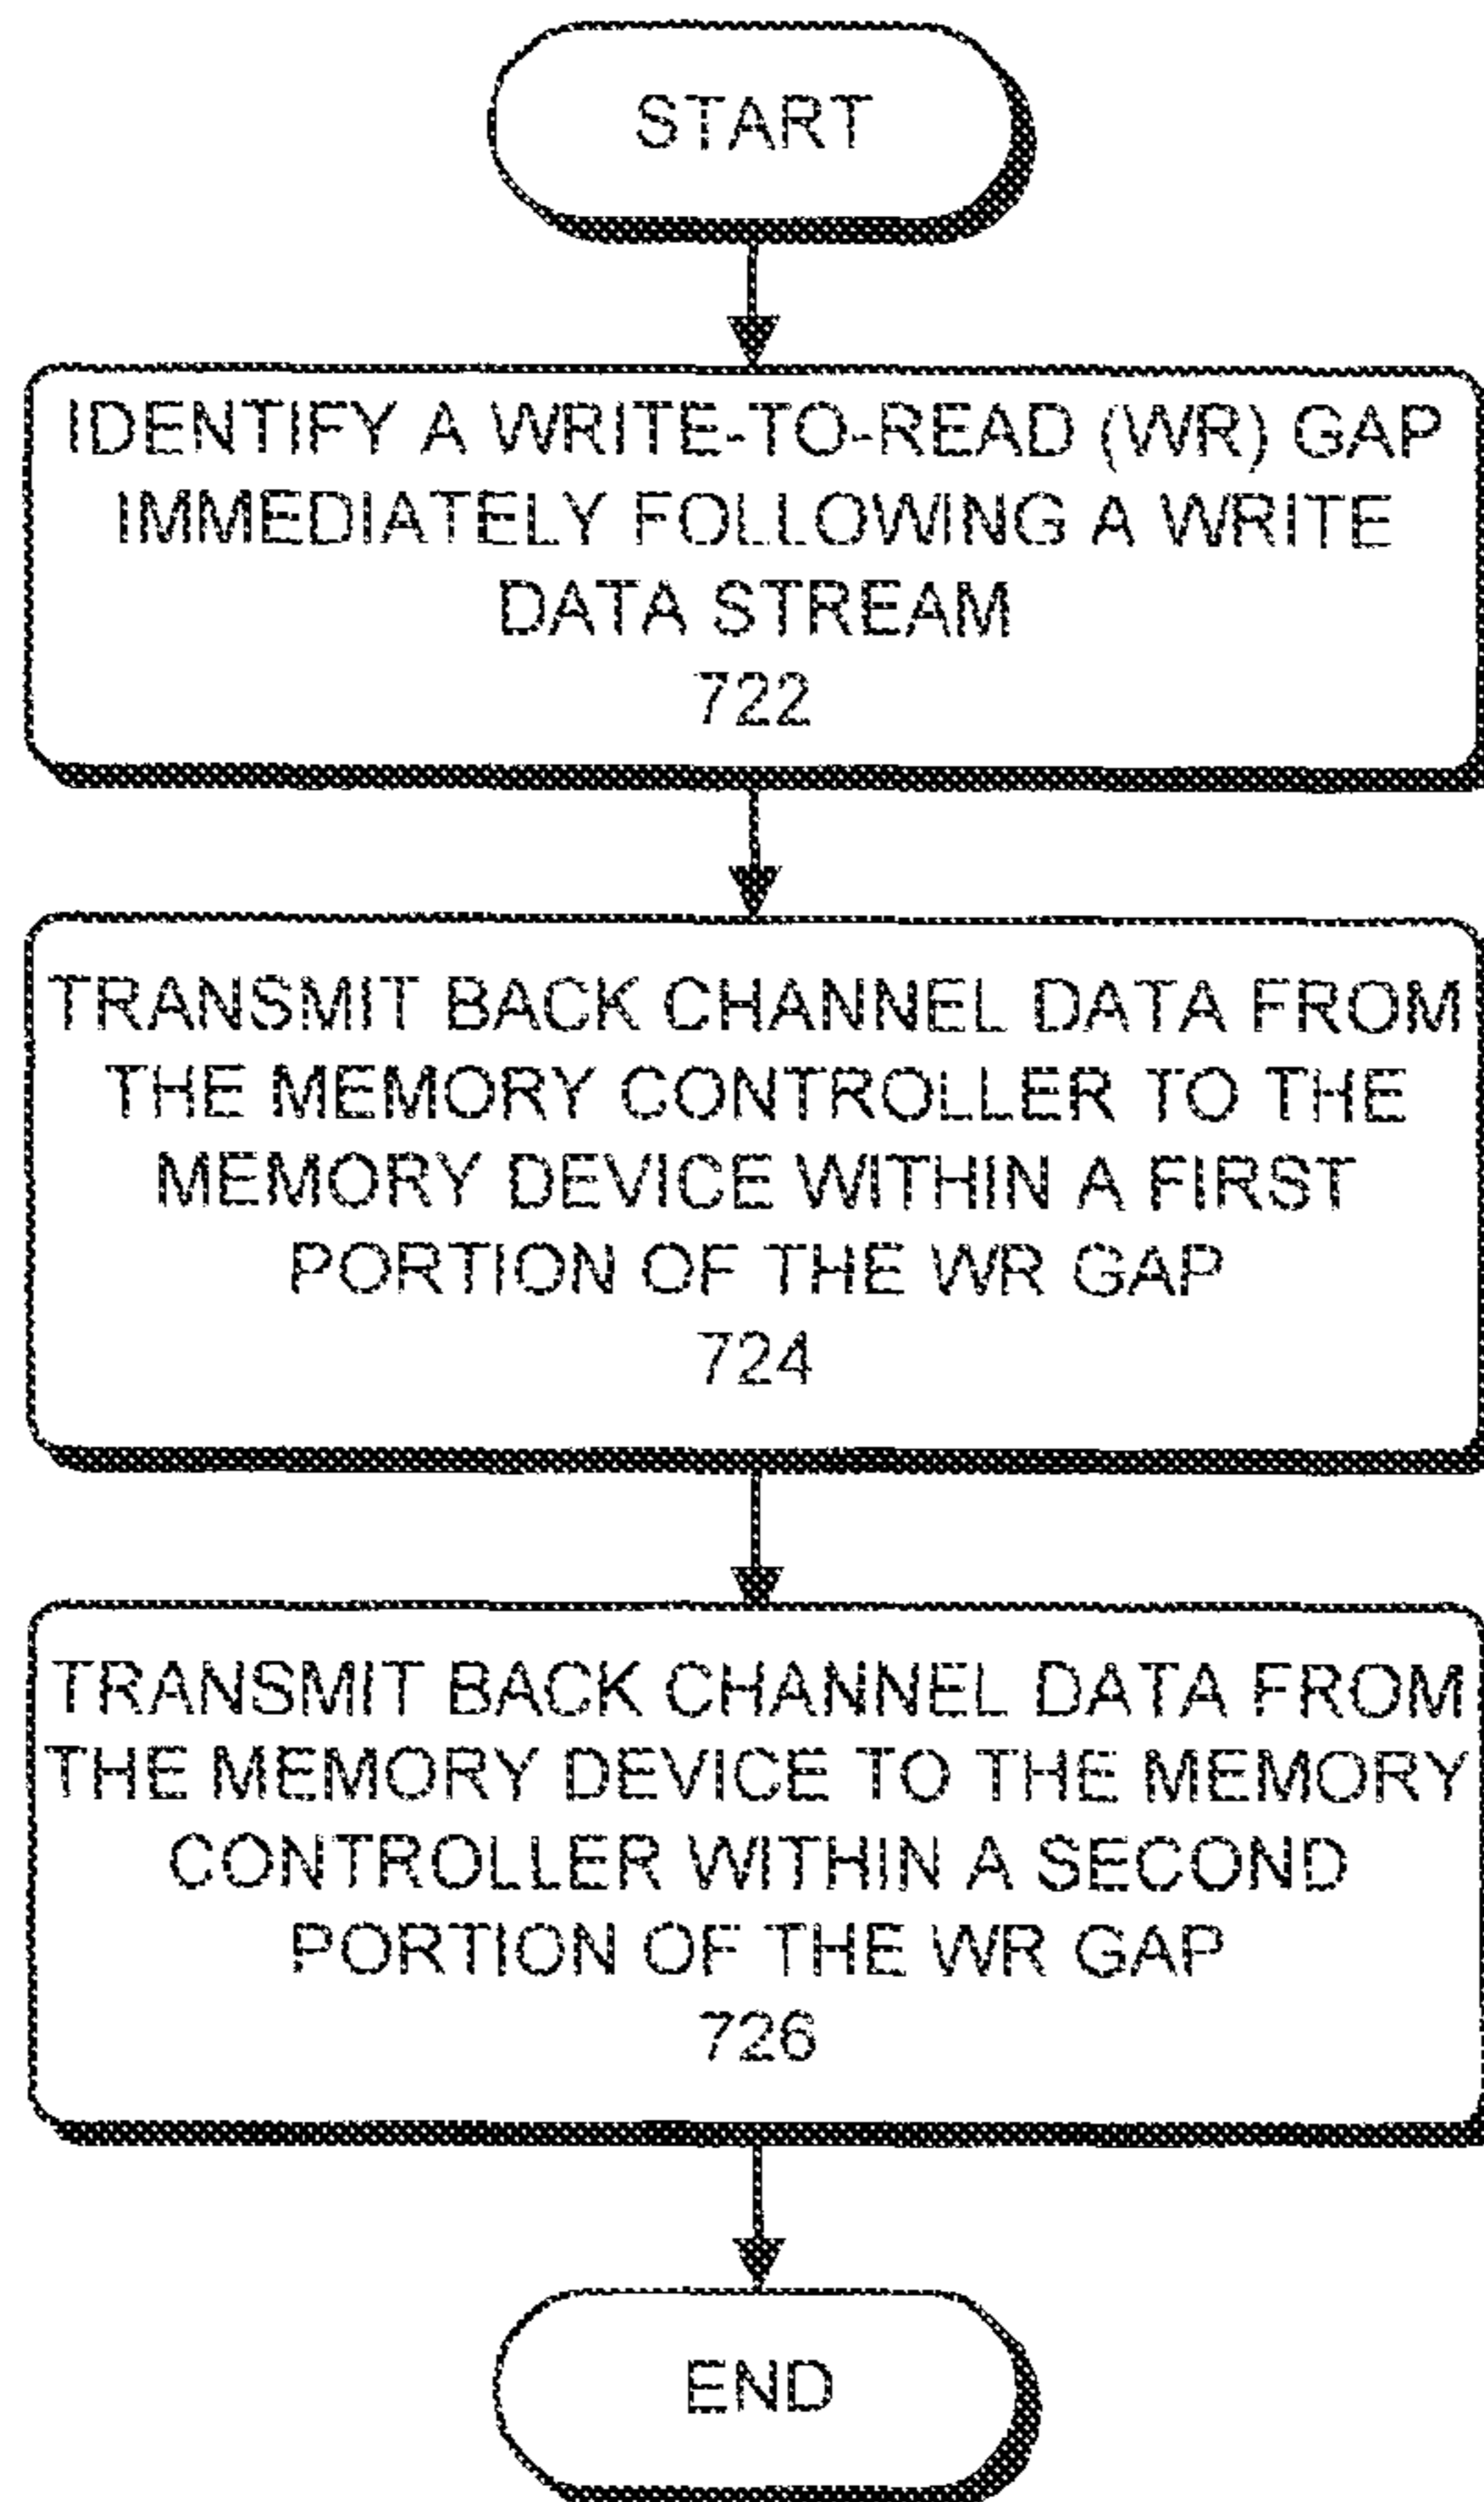 START
IDENTIFY A WRITE-TO-READ (WR) GAP
IMMEDIATELY FOLLOWING A WRITE
DATA STREAM
722
TRANSMIT BACK CHANNEL DATA FROM
THE MEMORY CONTROLLER TO THE
MEMORY DEVICE WITHIN A FIRST
PORTION OF THE WR GAP
724
TRANSMIT BACK CHANNEL DATA FROM
THE MEMORY DEVICE TO THE MEMORY
CONTROLLER WITHIN A SECOND
PORTION OF THE WR GAP
726
END